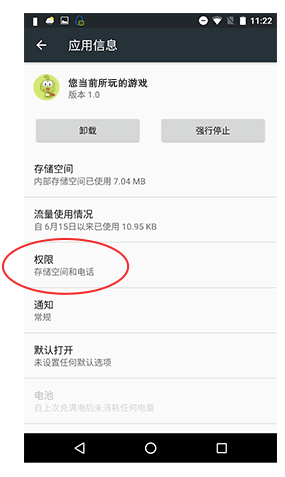 11:22
应用信息
您当前所玩的游戏
版本 1.0
卸载 强行停止
存储空间
内部存储空间已使用 7.04 MB
流量使用情况
自 6月15日以来已使用 10.95 KB
权限
存储空间和电话
通知
常规
默认打开
未设置任何默认选项
电池
自上次充满电后未消耗任何电量